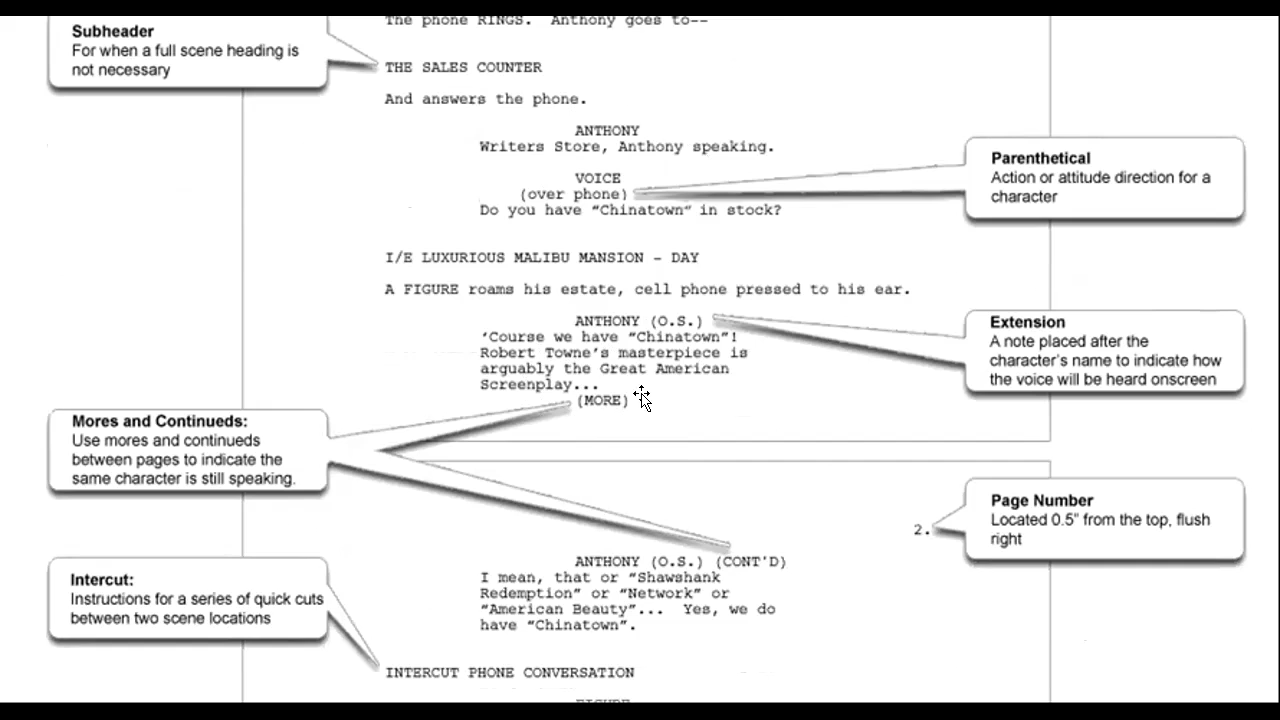 The phone RINGS.  Anthony goes to--
Subheader
For when a full scene heading is
not necessary
THE SALES COUNTER
And answers the phone.
ANTHONY
Writers Store, Anthony speaking.
VOICE
(over phone)
Do you have “Chinatown” in stock?
Parenthetical
Action or attitude direction for a
character
I/E LUXURIOUS MALIBU MANSION - DAY
A FIGURE roams his estate, cell phone pressed to his ear.
ANTHONY (O.S.)
‘Course we have “Chinatown”!
Robert Towne’s masterpiece is
arguably the Great American
Screenplay...
(MORE)
Extension
A note placed after the
character’s name to indicate how
the voice will be heard onscreen
Mores and Continueds:
Use mores and continueds
between pages to indicate the
same character is still speaking.
Page Number
Located 0.5” from the top, flush
right
2.
ANTHONY (O.S.) (CONT’D)
I mean, that or “Shawshank
Redemption” or “Network” or
“American Beauty”...  Yes, we do
have “Chinatown”.
Intercut:
Instructions for a series of quick cuts
between two scene locations
INTERCUT PHONE CONVERSATION
FIGURE